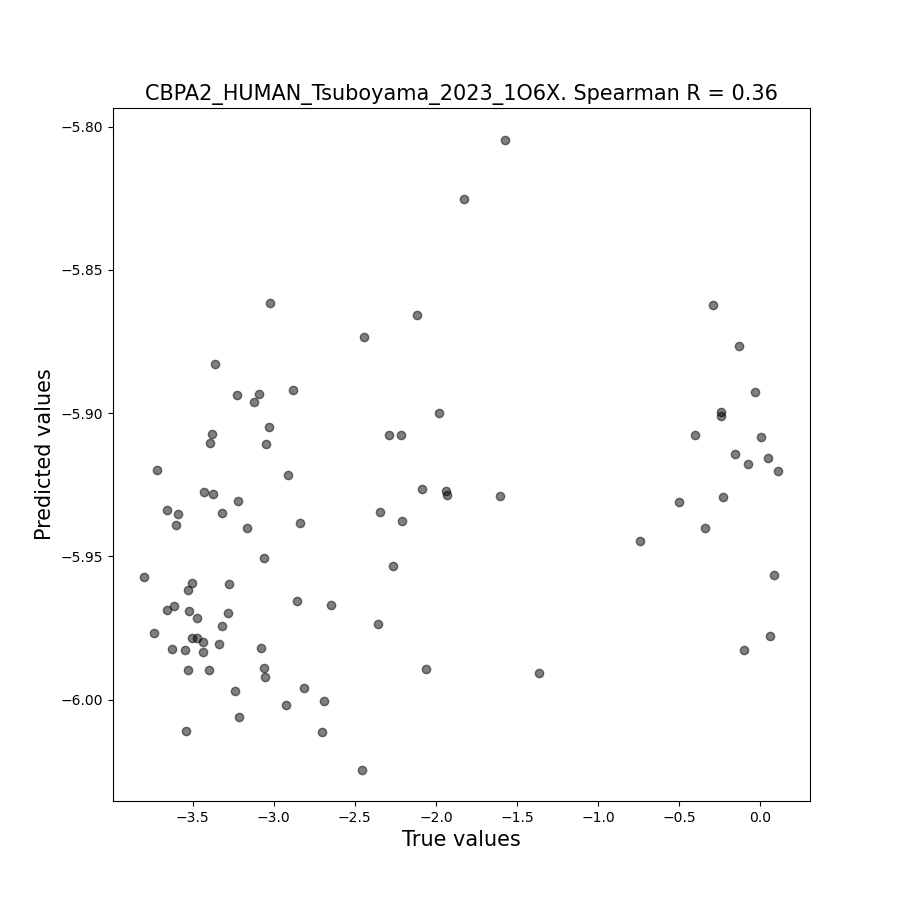 CBPA2_HUMAN_Tsuboyama_2023_1O6X. Spearman R = 0.36
−5.80
−5.85
−5.90
−5.95
−6.00
Predicted values
−3.5 −3.0 −2.5 −2.0 −1.5 −1.0 −0.5 0.0
True values